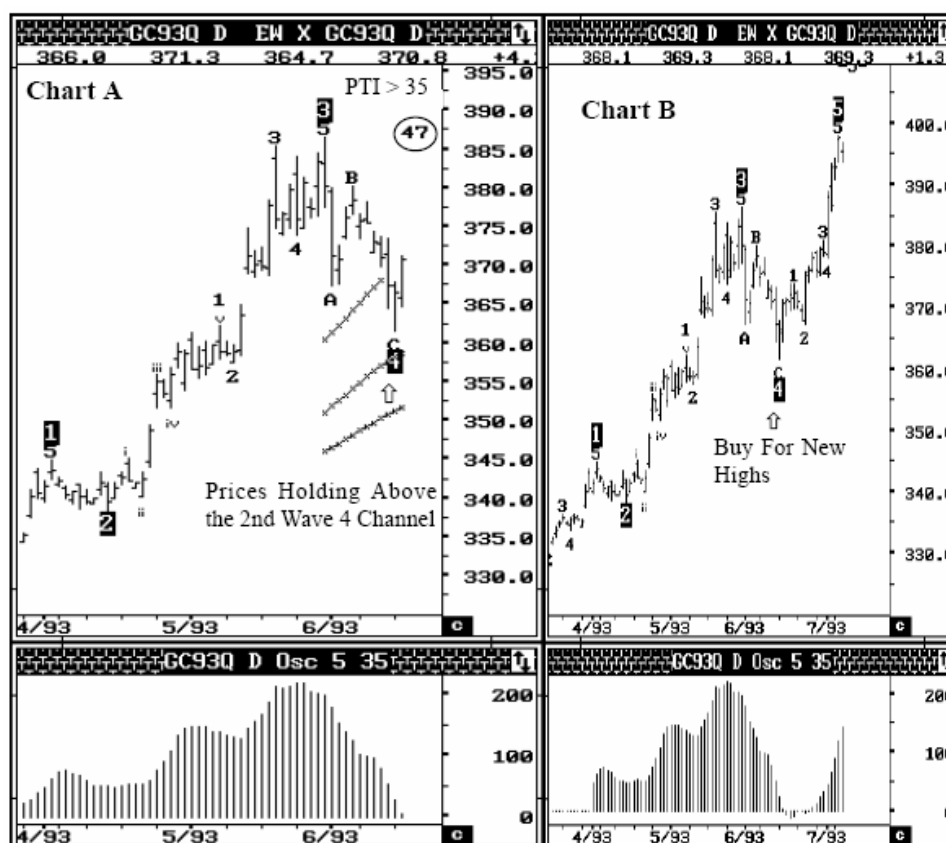 GC93Q D EW X GC93Q D
366.0 371.3 364.7 370.8 +4.
Chart A
PTI > 35
47
395.0
390.0
385.0
380.0
375.0
370.0
365.0
360.0
355.0
350.0
345.0
340.0
335.0
330.0
3
5
3
B
4
1
v
A
2
iii
iv
C
4
1
5
i
ii
2
Prices Holding Above
the 2nd Wave 4 Channel
4/93 5/93 6/93 C
GC93Q D Osc 5 35
200
100
0
4/93 5/93 6/93 C
GC93Q D EW X GC93Q D
368.1 369.3 368.1 369.3 +1.3
Chart B
5
5
400.0
390.0
380.0
370.0
360.0
350.0
340.0
330.0
3
5
3
B
3
4
4
1
A
2
1
v
C
4
2
iv
1
5
ii
2
3
4
Buy For New
Highs
4/93 5/93 6/93 7/93 C
GC93Q D Osc 5 35
200
100
0
4/93 5/93 6/93 7/93 C